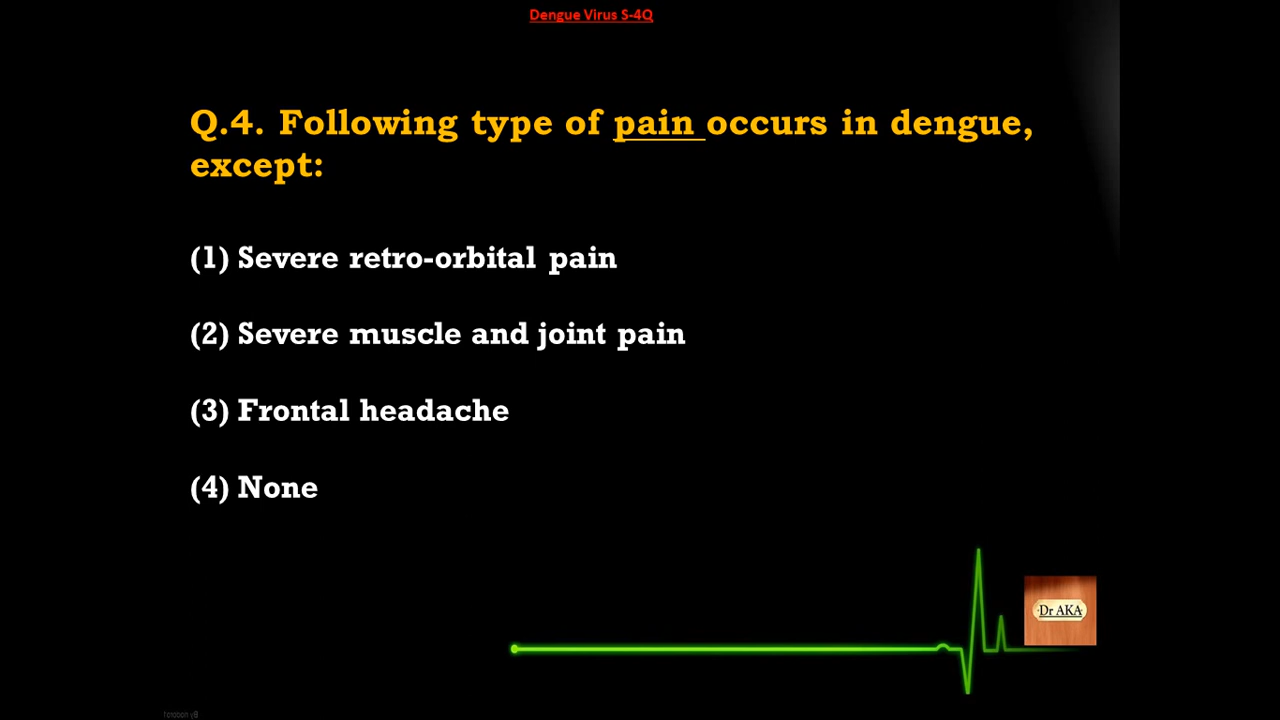 Dengue Virus S-4Q
Q.4. Following type of pain occurs in dengue,
except:
(1) Severe retro-orbital pain
(2) Severe muscle and joint pain
(3) Frontal headache
(4) None
Dr AKA